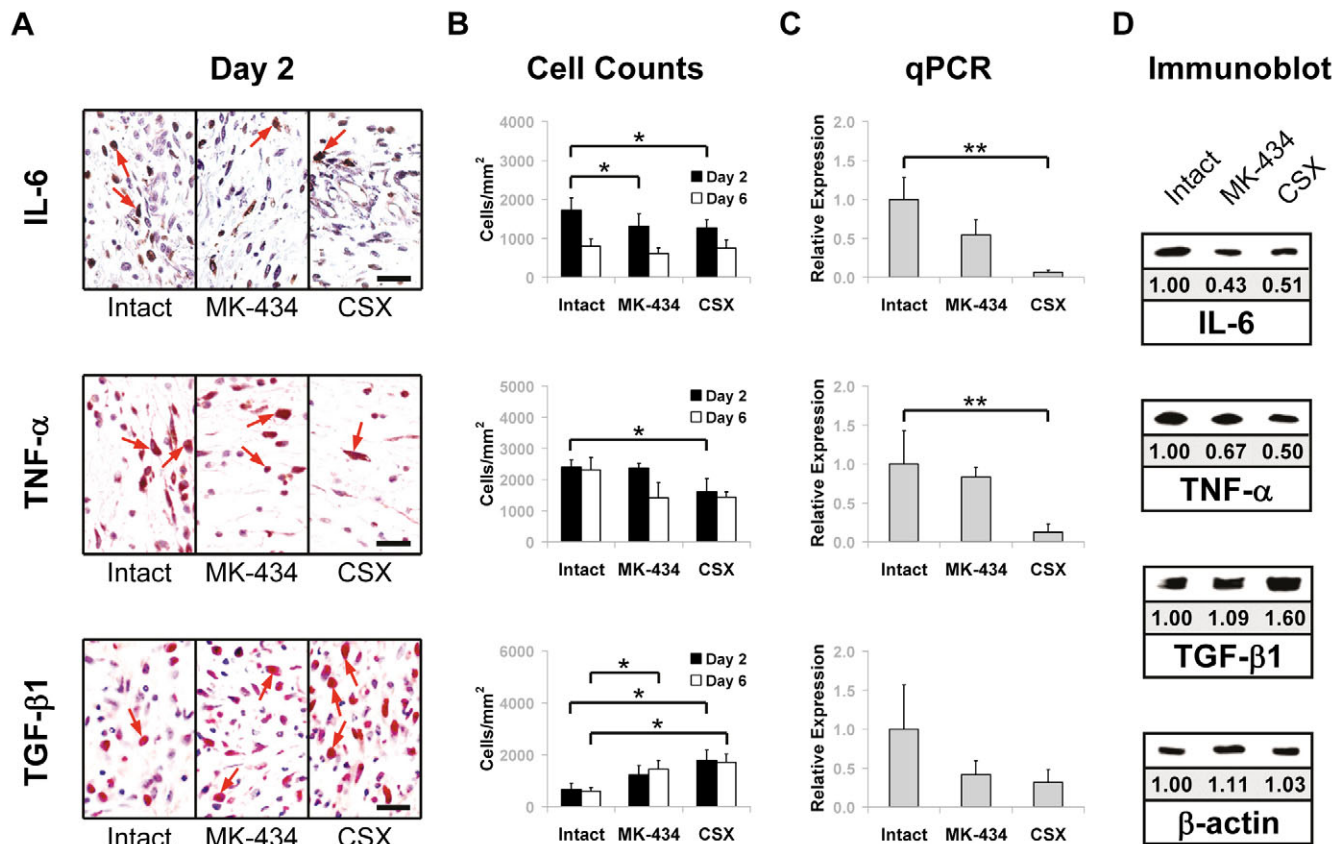 A
Day 2
IL-6
Intact MK-434 CSX
TNF-α
Intact MK-434 CSX
TGF-β1
Intact MK-434 CSX
B
Cell Counts
Cells/mm²
4000
3000
2000
1000
0
*
*
Day 2
Day 6
Intact MK-434 CSX
Cells/mm²
5000
4000
3000
2000
1000
0
*
Day 2
Day 6
Intact MK-434 CSX
Cells/mm²
6000
4000
2000
0
*
*
*
Day 2
Day 6
Intact MK-434 CSX
C
qPCR
Relative Expression
2.0
1.5
1.0
0.5
0.0
**
Intact MK-434 CSX
Relative Expression
2.0
1.5
1.0
0.5
0.0
**
Intact MK-434 CSX
Relative Expression
2.0
1.5
1.0
0.5
0.0
Intact MK-434 CSX
D
Immunoblot
Intact MK-434 CSX
1.00 0.43 0.51
IL-6
1.00 0.67 0.50
TNF-α
1.00 1.09 1.60
TGF-β1
1.00 1.11 1.03
β-actin